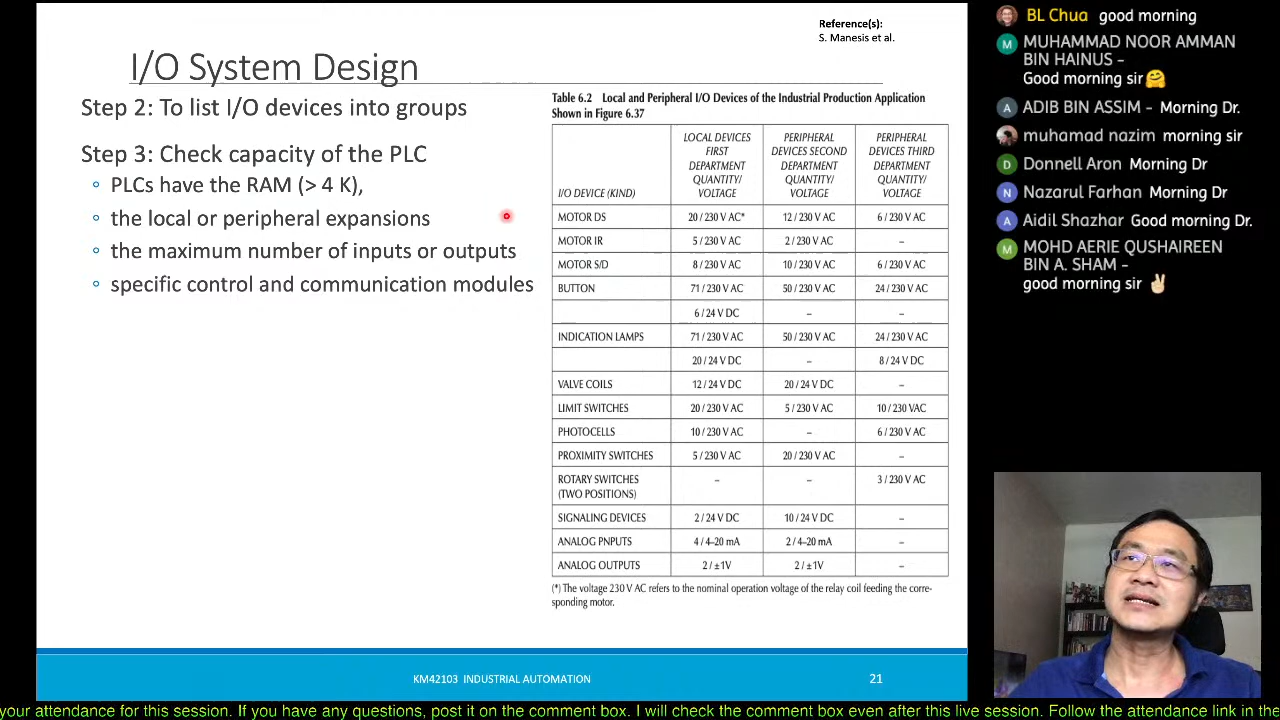 Reference(s):
S. Manesis et al.
I/O System Design
Step 2: To list I/O devices into groups
Step 3: Check capacity of the PLC
◦ PLCs have the RAM (> 4 K),
◦ the local or peripheral expansions
◦ the maximum number of inputs or outputs
◦ specific control and communication modules
Table 6.2 Local and Peripheral I/O Devices of the Industrial Production Application
Shown in Figure 6.37
I/O DEVICE (KIND) LOCAL DEVICES FIRST DEPARTMENT QUANTITY/ VOLTAGE PERIPHERAL DEVICES SECOND DEPARTMENT QUANTITY/ VOLTAGE PERIPHERAL DEVICES THIRD DEPARTMENT QUANTITY/ VOLTAGE
MOTOR DS 20 / 230 V AC* 12 / 230 V AC 6 / 230 V AC
MOTOR IR 5 / 230 V AC 2 / 230 V AC –
MOTOR S/D 8 / 230 V AC 10 / 230 V AC 6 / 230 V AC
BUTTON 71 / 230 V AC 50 / 230 V AC 24 / 230 V AC
6 / 24 V DC – –
INDICATION LAMPS 71 / 230 V AC 50 / 230 V AC 24 / 230 V AC
20 / 24 V DC – 8 / 24 V DC
VALVE COILS 12 / 24 V DC 20 / 24 V DC –
LIMIT SWITCHES 20 / 230 V AC 5 / 230 V AC 10 / 230 VAC
PHOTOCELLS 10 / 230 V AC – 6 / 230 V AC
PROXIMITY SWITCHES 5 / 230 V AC 20 / 230 V AC –
ROTARY SWITCHES – – 3 / 230 V AC
(TWO POSITIONS)
SIGNALING DEVICES 2 / 24 V DC 10 / 24 V DC –
ANALOG PNPUTS 4 / 4–20 mA 2 / 4–20 mA –
ANALOG OUTPUTS 2 / ±1V 2 / ±1V –
(*) The voltage 230 V AC refers to the nominal operation voltage of the relay coil feeding the corre-
sponding motor.
KM42103 INDUSTRIAL AUTOMATION 21
BL Chua good morning
M MUHAMMAD NOOR AMMAN
BIN HAINUS -
Good morning sir🤗
A ADIB BIN ASSIM - Morning Dr.
muhamad nazim morning sir
D Donnell Aron Morning Dr
N Nazarul Farhan Morning Dr
A Aidil Shazhar Good morning Dr.
M MOHD AERIE QUSHAIREEN
BIN A. SHAM -
good morning sir ✌🏻
your attendance for this session. If you have any questions, post it on the comment box. I will check the comment box even after this live session. Follow the attendance link in the